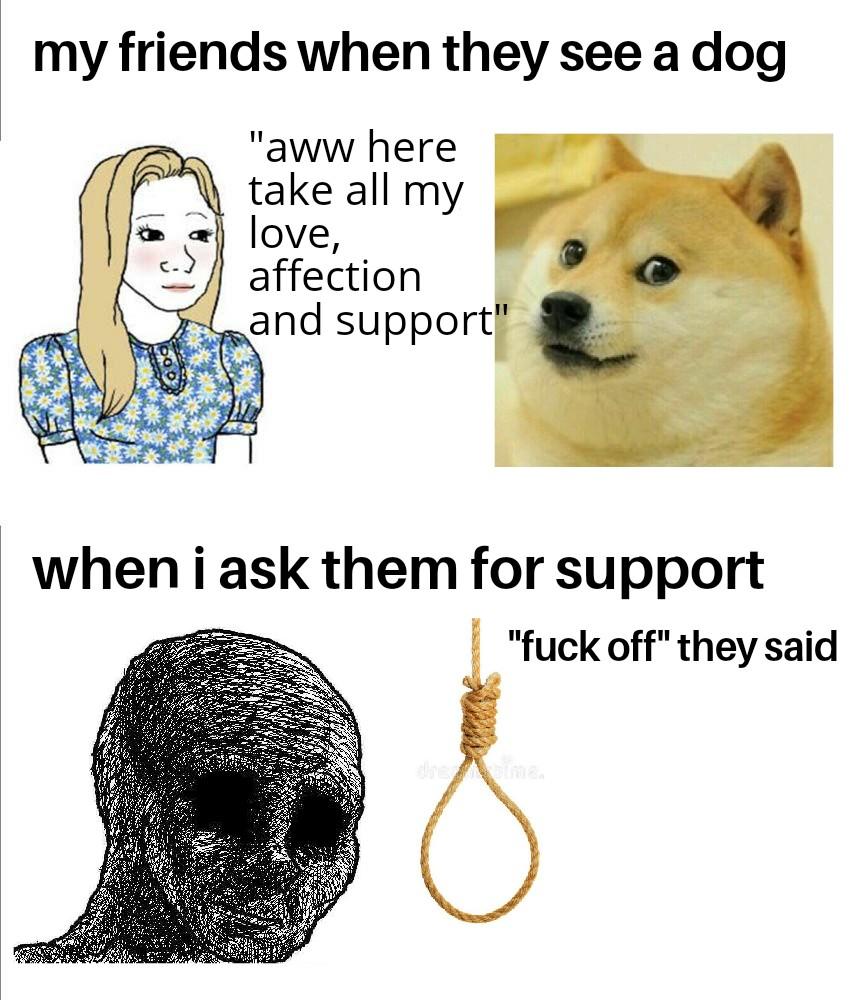 my friends when they see a dog
"aww here
take all my
love,
affection
and support"
when i ask them for support
"fuck off" they said